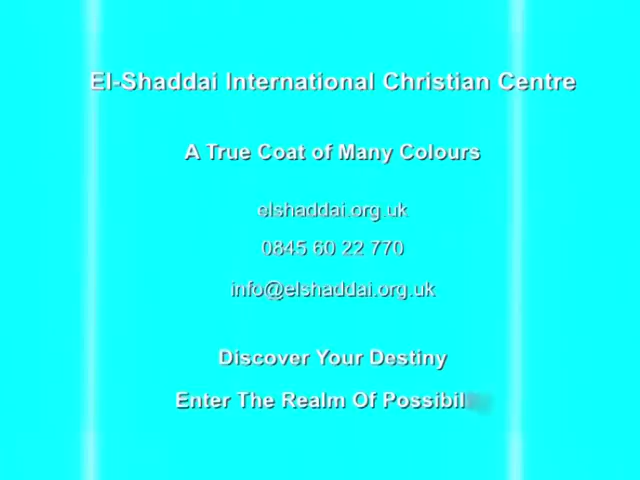 El-Shaddai International Christian Centre
A True Coat of Many Colours
elshaddai.org.uk
0845 60 22 770
info@elshaddai.org.uk
Discover Your Destiny
Enter The Realm Of